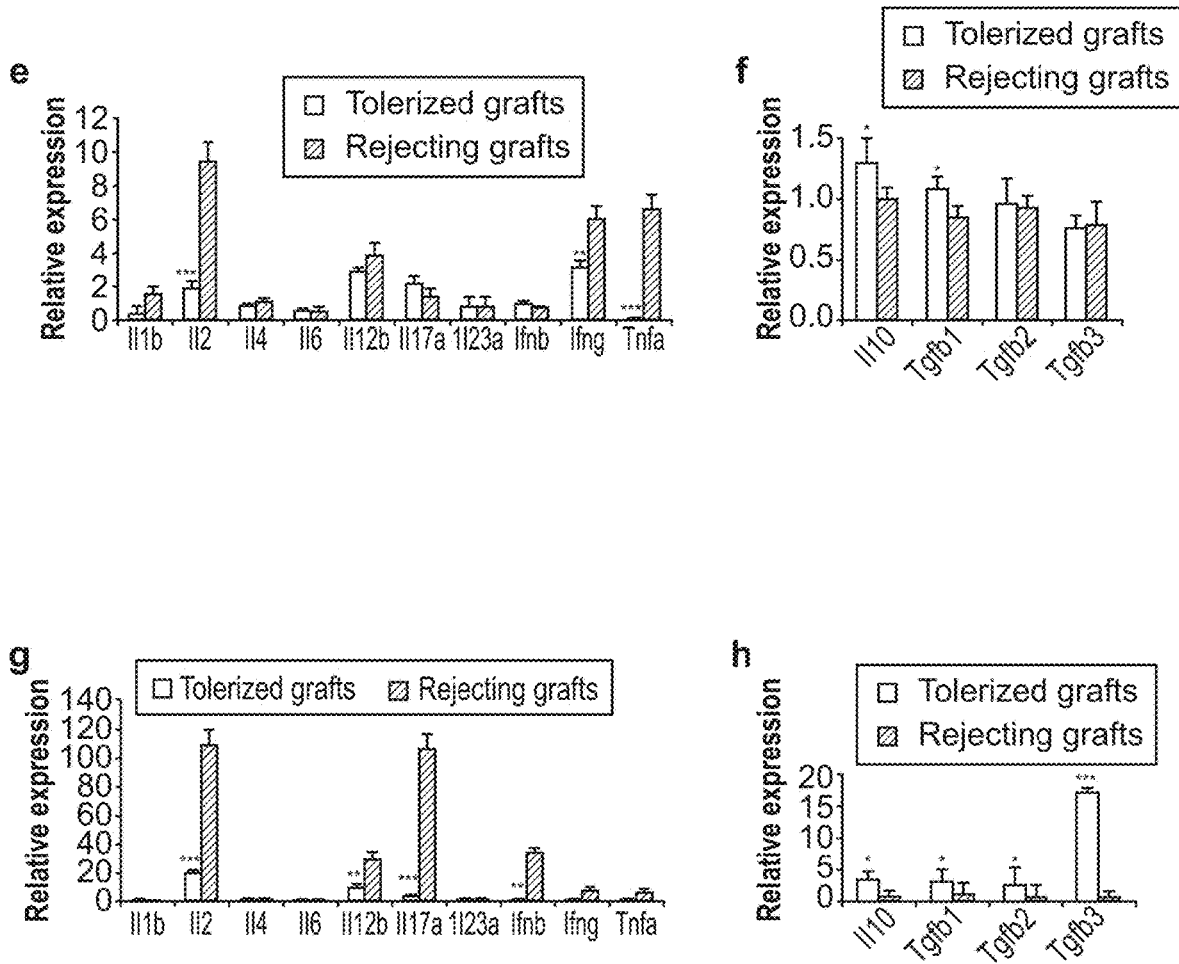 e
Tolerized grafts
Rejecting grafts
Relative expression
12
10
8
6
4
2
0
***
**
***
Il1b Il2 Il4 Il6 Il12b Il17a 1l23a Ifnb Ifng Tnfa
f
Tolerized grafts
Rejecting grafts
Relative expression
1.5
1.0
0.5
0.0
*
*
Il10 Tgfb1 Tgfb2 Tgfb3
g
Tolerized grafts Rejecting grafts
Relative expression
140
120
100
80
60
40
20
0
***
**
***
**
Il1b Il2 Il4 Il6 Il12b Il17a 1l23a Ifnb Ifng Tnfa
h
Tolerized grafts
Rejecting grafts
Relative expression
20
15
10
5
0
*
*
*
***
Il10 Tgfb1 Tgfb2 Tgfb3